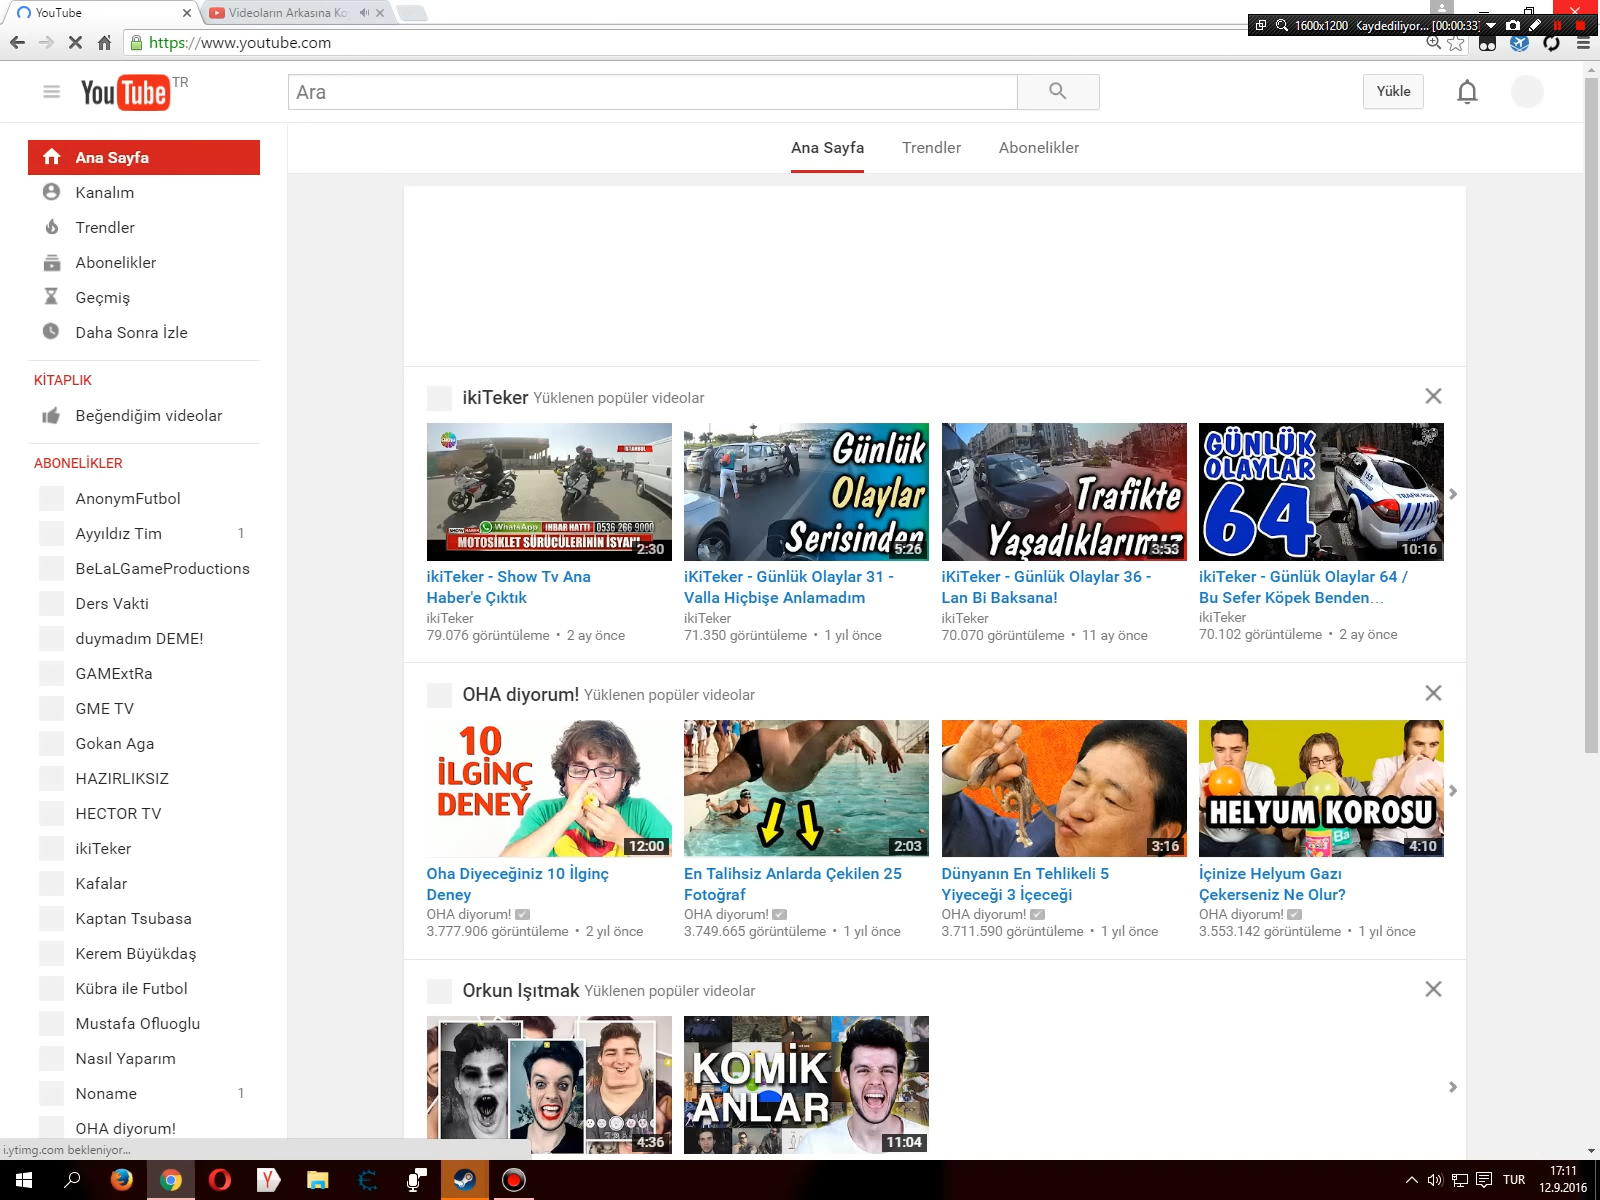 YouTube
Videoların Arkasına Ko
1600x1200 Kaydediliyor... [00:00:33]
https://www.youtube.com
YouTube TR
Ara
Yükle
Ana Sayfa Trendler Abonelikler
Ana Sayfa
Kanalım
Trendler
Abonelikler
Geçmiş
Daha Sonra İzle
KİTAPLIK
Beğendiğim videolar
ABONELİKLER
AnonymFutbol
Ayyıldız Tim 1
BeLaLGameProductions
Ders Vakti
duymadım DEME!
GAMExtRa
GME TV
Gokan Aga
HAZIRLIKSIZ
HECTOR TV
ikiTeker
Kafalar
Kaptan Tsubasa
Kerem Büyükdaş
Kübra ile Futbol
Mustafa Ofluoglu
Nasıl Yaparım
Noname 1
OHA diyorum!
ikiTeker Yüklenen popüler videolar
İSTANBUL
WhatsApp İHBAR HATTI 0536 266 9000
MOTOSİKLET SÜRÜCÜLERİNİN İSYANI
2:30
ikiTeker - Show Tv Ana
Haber'e Çıktık
ikiTeker
79.076 görüntüleme • 2 ay önce
Günlük
Olaylar
Serisinden
5:26
iKiTeker - Günlük Olaylar 31 -
Valla Hiçbişe Anlamadım
ikiTeker
71.350 görüntüleme • 1 yıl önce
Trafikte
Yaşadıklarımız
3:53
iKiTeker - Günlük Olaylar 36 -
Lan Bi Baksana!
ikiTeker
70.070 görüntüleme • 11 ay önce
GÜNLÜK
OLAYLAR
64
10:16
ikiTeker - Günlük Olaylar 64 /
Bu Sefer Köpek Benden...
ikiTeker
70.102 görüntüleme • 2 ay önce
OHA diyorum! Yüklenen popüler videolar
10
İLGİNÇ
DENEY
12:00
Oha Diyeceğiniz 10 İlginç
Deney
OHA diyorum!
3.777.906 görüntüleme • 2 yıl önce
2:03
En Talihsiz Anlarda Çekilen 25
Fotoğraf
OHA diyorum!
3.749.665 görüntüleme • 1 yıl önce
3:16
Dünyanın En Tehlikeli 5
Yiyeceği 3 İçeceği
OHA diyorum!
3.711.590 görüntüleme • 1 yıl önce
HELYUM KOROSU
4:10
İçinize Helyum Gazı
Çekerseniz Ne Olur?
OHA diyorum!
3.553.142 görüntüleme • 1 yıl önce
Orkun Işıtmak Yüklenen popüler videolar
4:36
KOMİK
ANLAR
11:04
i.ytimg.com bekleniyor...
TUR
17:11
12.9.2016